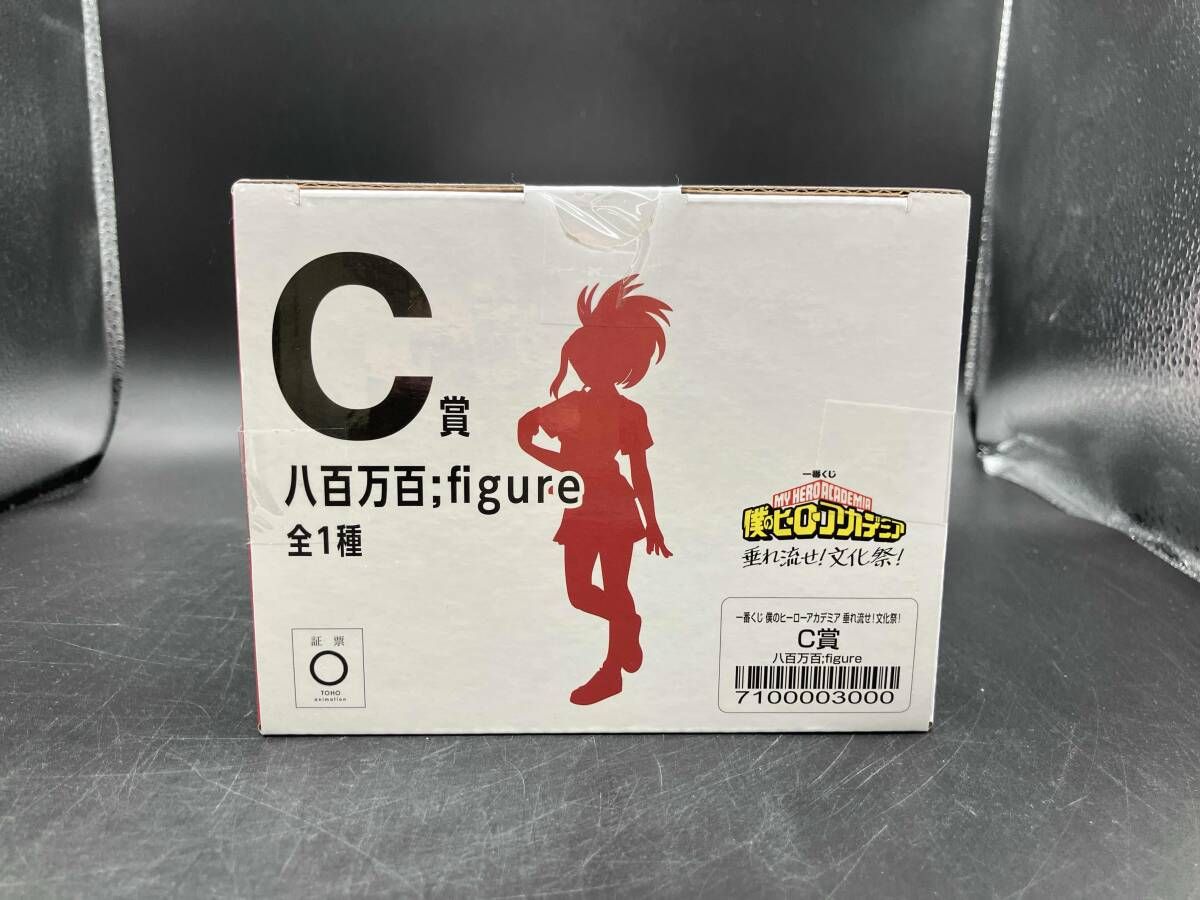 C賞
八百万百;figure
全1種
証票
TOHO
animation
一番くじ
MY HERO ACADEMIA
僕のヒーローアカデミア
垂れ流せ!文化祭!
一番くじ 僕のヒーローアカデミア 垂れ流せ!文化祭!
C賞
八百万百;figure
7100003000